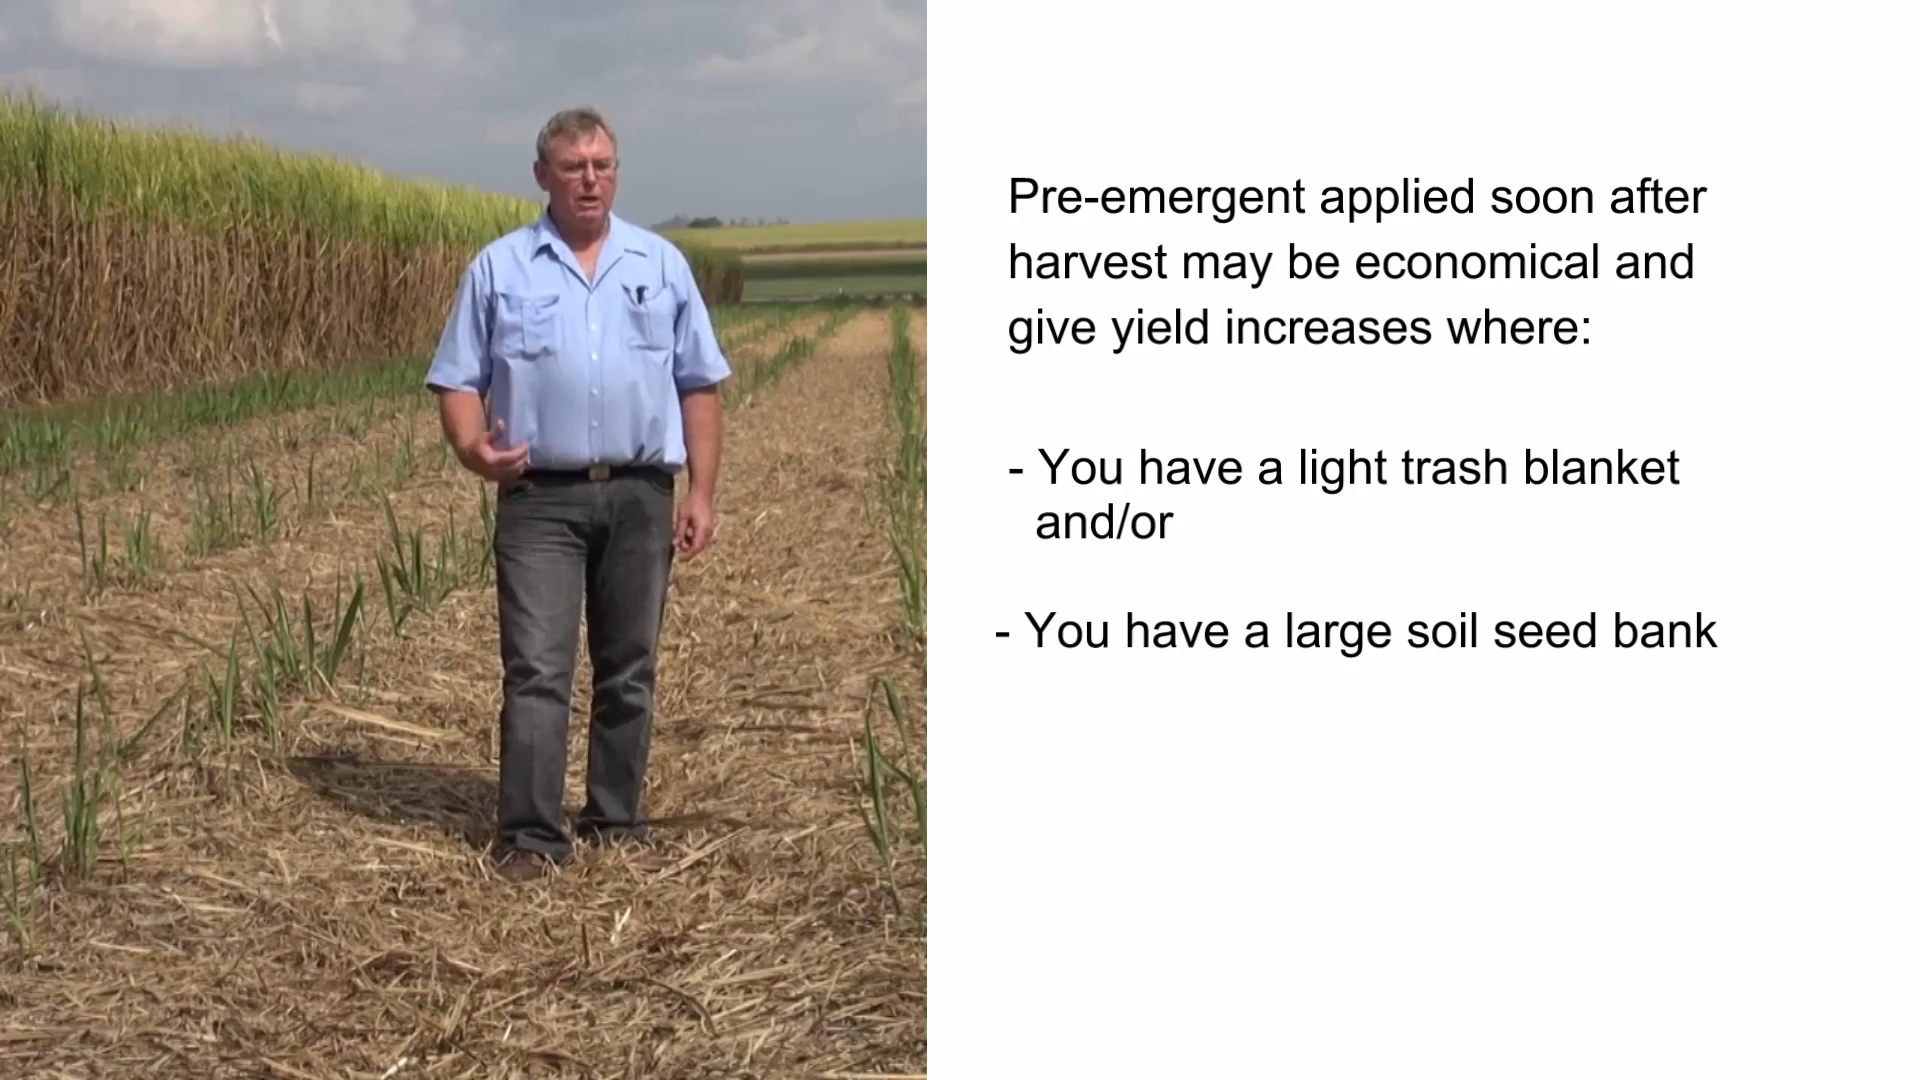 Pre-emergent applied soon after
harvest may be economical and
give yield increases where:
- You have a light trash blanket
and/or
- You have a large soil seed bank